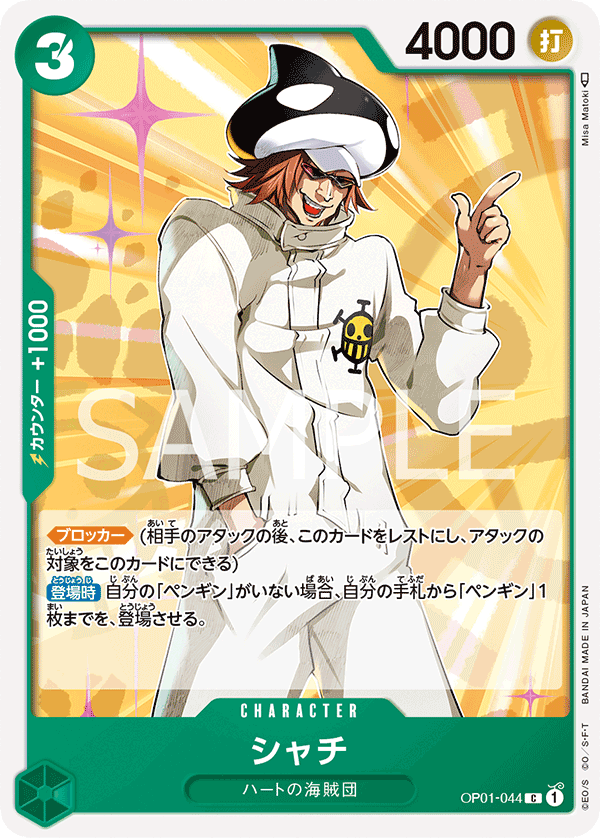 3
4000
打
Misa Matoki
カウンター +1000
SAMPLE
ブロッカー (相手のアタックの後、このカードをレストにし、アタックの
対象をこのカードにできる)
登場時 自分の「ペンギン」がいない場合、自分の手札から「ペンギン」1
枚までを、登場させる。
CHARACTER
シャチ
ハートの海賊団
OP01-044 C 1
©EO/S ©O/S・F・T BANDAI MADE IN JAPAN